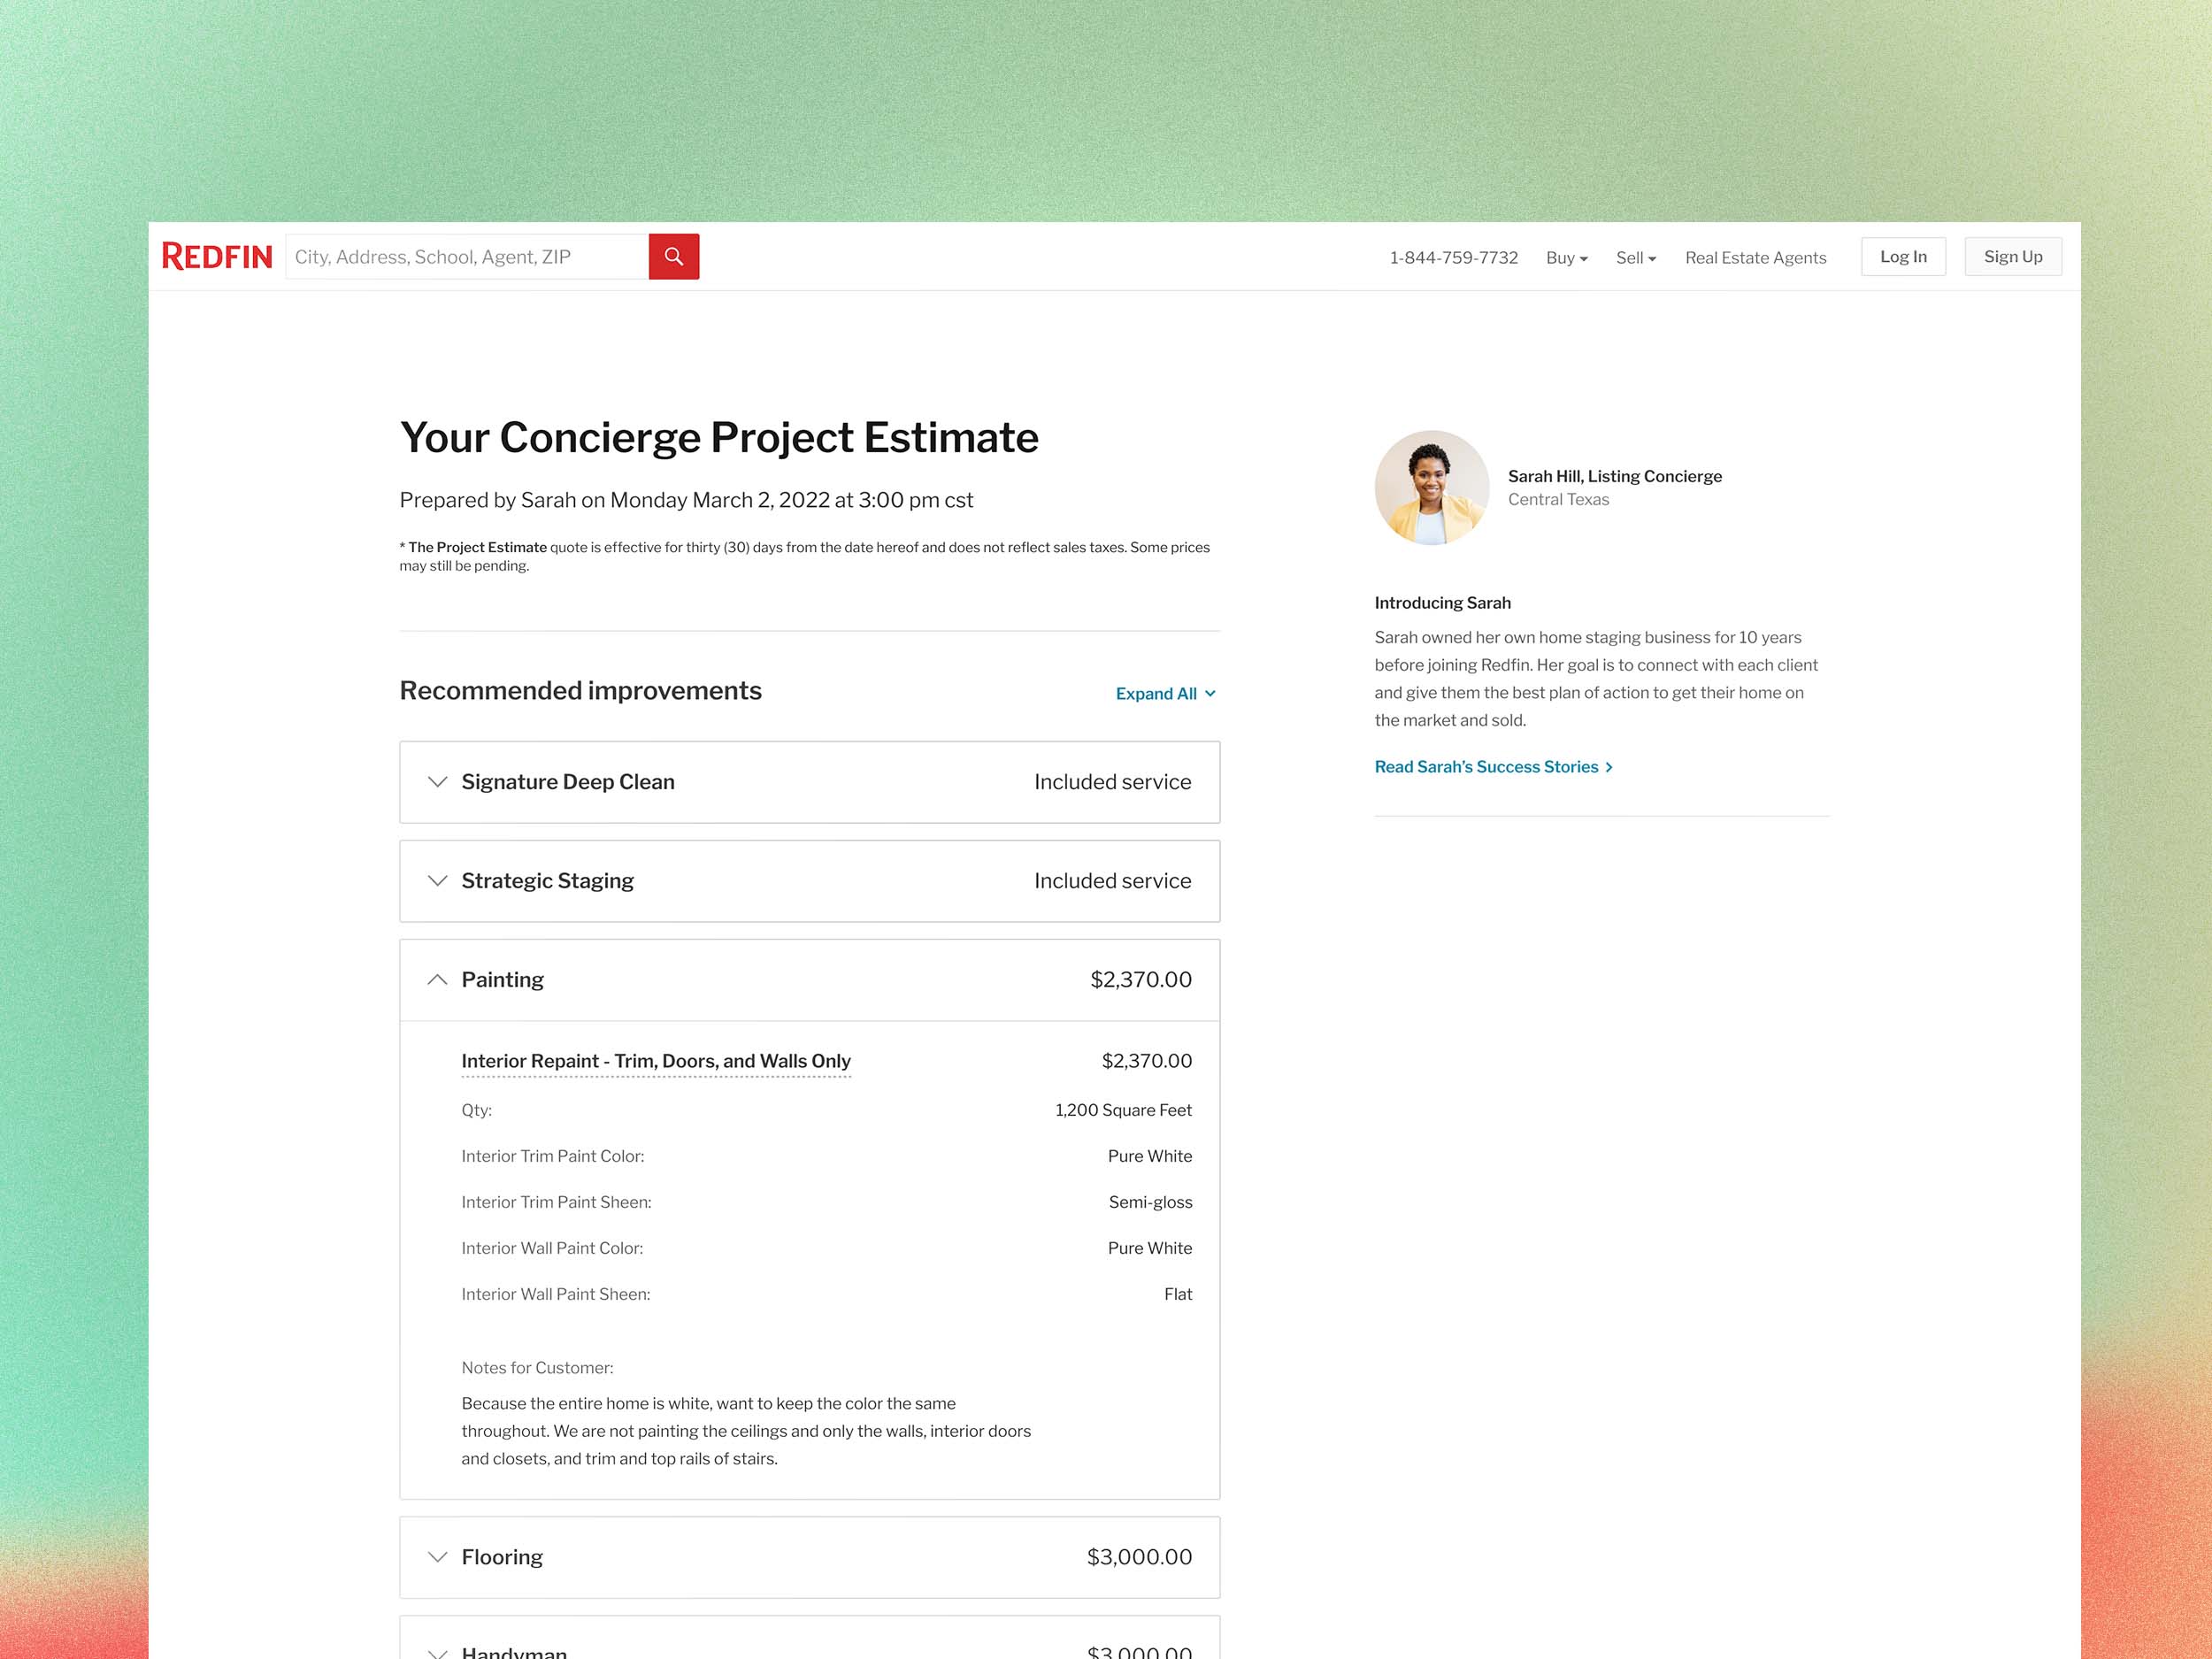 REDFIN
City, Address, School, Agent, ZIP
1-844-759-7732
Buy
Sell
Real Estate Agents
Log In
Sign Up
Your Concierge Project Estimate
Prepared by Sarah on Monday March 2, 2022 at 3:00 pm cst
* The Project Estimate quote is effective for thirty (30) days from the date hereof and does not reflect sales taxes. Some prices
may still be pending.
Recommended improvements
Expand All
Signature Deep Clean
Included service
Strategic Staging
Included service
Painting
$2,370.00
Interior Repaint - Trim, Doors, and Walls Only
$2,370.00
Qty:
1,200 Square Feet
Interior Trim Paint Color:
Pure White
Interior Trim Paint Sheen:
Semi-gloss
Interior Wall Paint Color:
Pure White
Interior Wall Paint Sheen:
Flat
Notes for Customer:
Because the entire home is white, want to keep the color the same
throughout. We are not painting the ceilings and only the walls, interior doors
and closets, and trim and top rails of stairs.
Flooring
$3,000.00
Handyman
$3,000.00
Sarah Hill, Listing Concierge
Central Texas
Introducing Sarah
Sarah owned her own home staging business for 10 years
before joining Redfin. Her goal is to connect with each client
and give them the best plan of action to get their home on
the market and sold.
Read Sarah's Success Stories